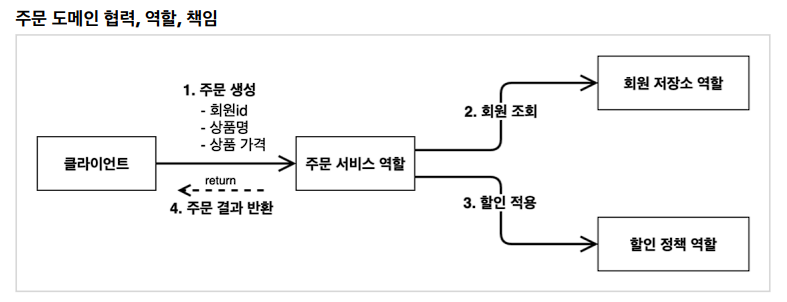 주문 도메인 협력, 역할, 책임
1. 주문 생성
- 회원id
- 상품명
- 상품 가격
클라이언트
주문 서비스 역할
return
4. 주문 결과 반환
2. 회원 조회
회원 저장소 역할
3. 할인 적용
할인 정책 역할